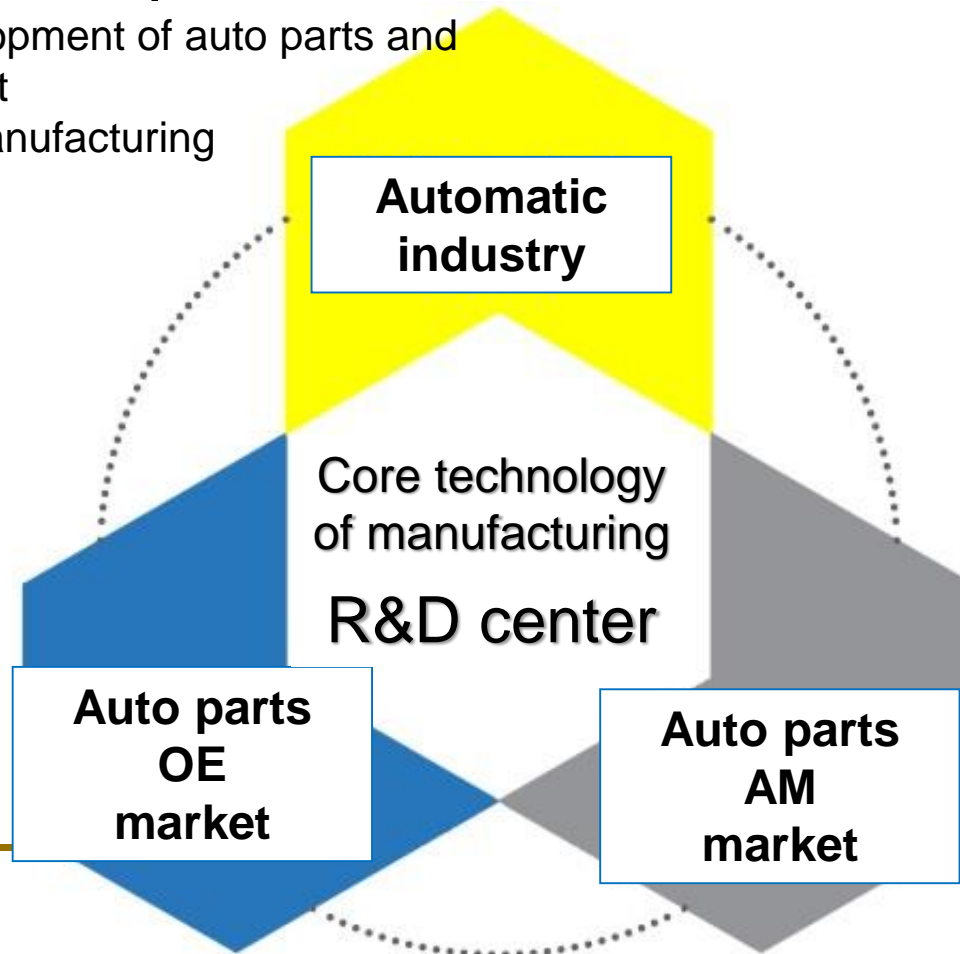 opment of auto parts and
t
anufacturing
Automatic
industry
Core technology
of manufacturing
R&D center
Auto parts
OE
market
Auto parts
AM
market